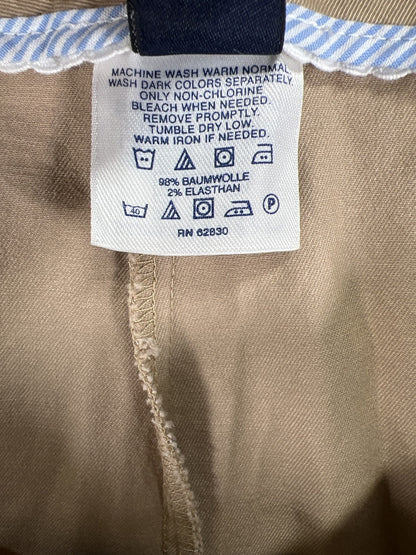 MACHINE WASH WARM NORMAL.
WASH DARK COLORS SEPARATELY.
ONLY NON-CHLORINE
BLEACH WHEN NEEDED.
REMOVE PROMPTLY.
TUMBLE DRY LOW.
WARM IRON IF NEEDED.
98% BAUMWOLLE
2% ELASTHAN
40 P
RN 62830